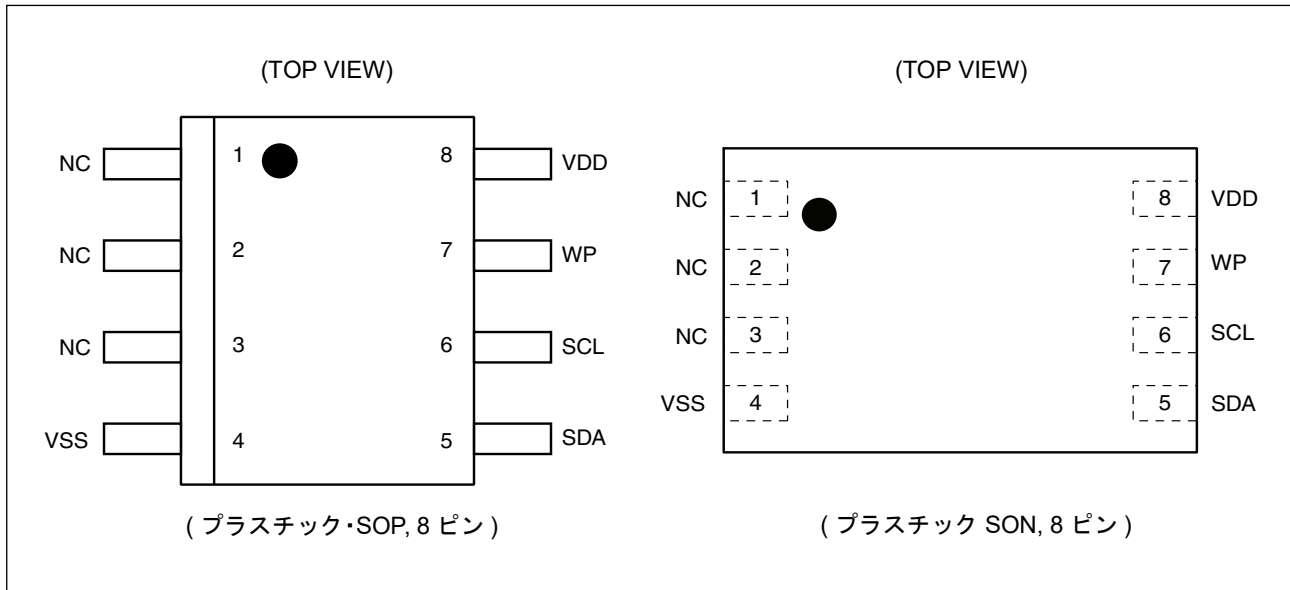 (TOP VIEW)
NC 1 8 VDD
NC 2 7 WP
NC 3 6 SCL
VSS 4 5 SDA
( プラスチック・SOP, 8 ピン )
(TOP VIEW)
NC 1 8 VDD
NC 2 7 WP
NC 3 6 SCL
VSS 4 5 SDA
( プラスチック SON, 8 ピン )